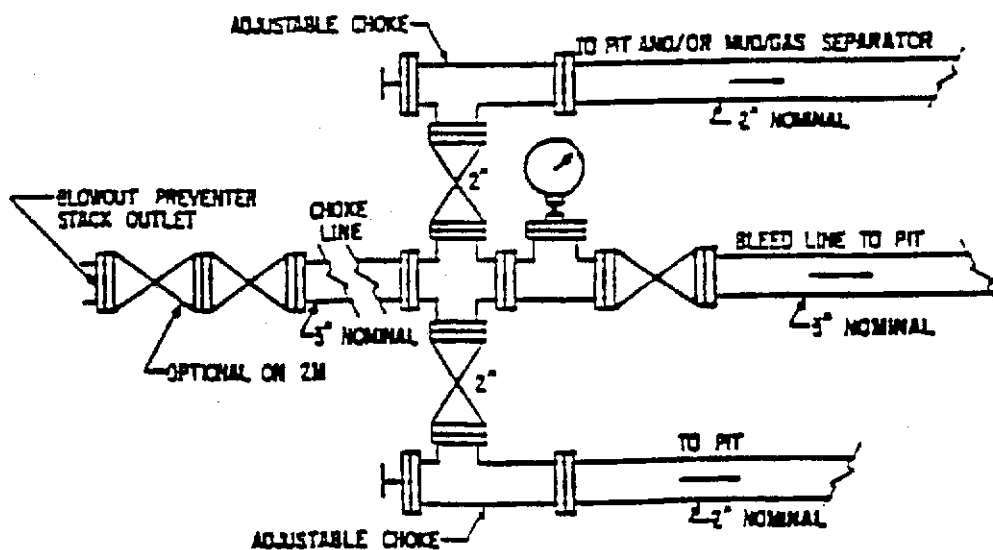 ADJUSTABLE CHOKE
TO PIT AND/OR MUD/GAS SEPARATOR
2" NOMINAL
2"
BLOWOUT PREVENTER
STACK OUTLET
CHOKE
LINE
BLEED LINE TO PIT
3" NOMINAL
3" NOMINAL
OPTIONAL ON 2M
2"
TO PIT
2" NOMINAL
ADJUSTABLE CHOKE